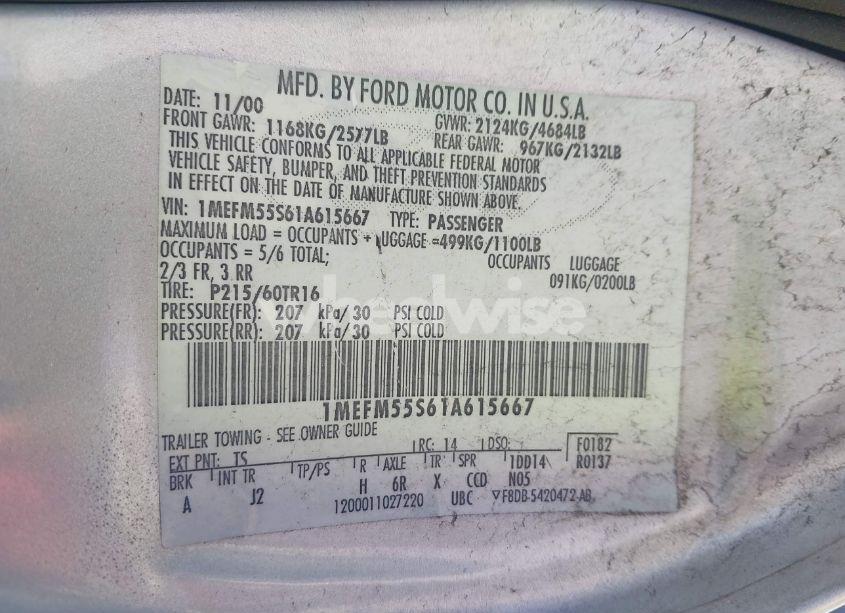 MFD. BY FORD MOTOR CO. IN U.S.A.
DATE: 11/00 GVWR: 2124KG/4684LB
FRONT GAWR: 1168KG/2577LB REAR GAWR: 967KG/2132LB
THIS VEHICLE CONFORMS TO ALL APPLICABLE FEDERAL MOTOR
VEHICLE SAFETY, BUMPER, AND THEFT PREVENTION STANDARDS
IN EFFECT ON THE DATE OF MANUFACTURE SHOWN ABOVE.
VIN: 1MEFM55S61A615667 TYPE: PASSENGER
MAXIMUM LOAD = OCCUPANTS + LUGGAGE =499KG/1100LB
OCCUPANTS = 5/6 TOTAL; OCCUPANTS LUGGAGE
2/3 FR, 3 RR 091KG/0200LB
TIRE: P215/60TR16
wheelwise
PRESSURE(FR): 207 kPa/30 PSI COLD
PRESSURE(RR): 207 kPa/30 PSI COLD
1MEFM55S61A615667
TRAILER TOWING - SEE OWNER GUIDE
EXT PNT: TS RC: 14 DSO: F0182
BRK INT TR TP/PS R AXLE TR SPR 1DD14 R0137
A J2 H 6R X CCD N05
1200011027220 UBC F8DB-5420472-AB